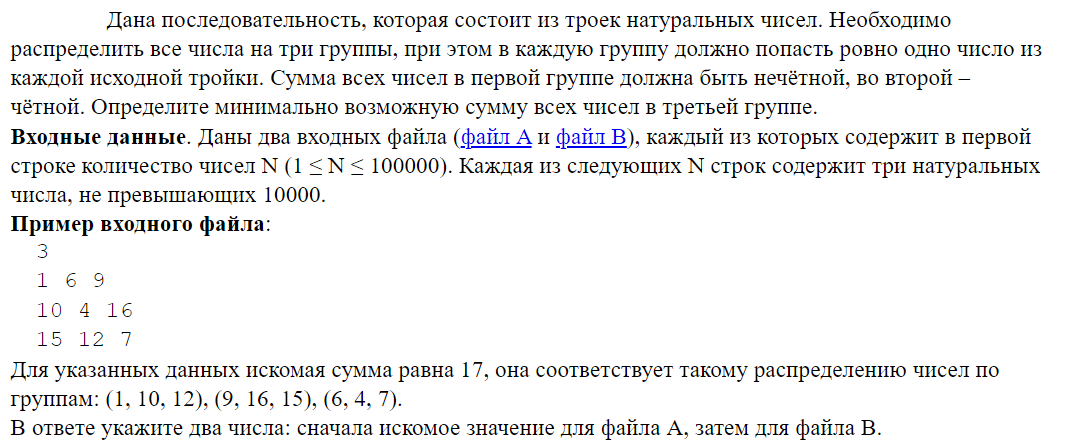 Дана последовательность, которая состоит из троек натуральных чисел. Необходимо
распределить все числа на три группы, при этом в каждую группу должно попасть ровно одно число из
каждой исходной тройки. Сумма всех чисел в первой группе должна быть нечётной, во второй –
чётной. Определите минимально возможную сумму всех чисел в третьей группе.
Входные данные. Даны два входных файла (файл A и файл B), каждый из которых содержит в первой
строке количество чисел N (1 ≤ N ≤ 100000). Каждая из следующих N строк содержит три натуральных
числа, не превышающих 10000.
Пример входного файла:
3
1 6 9
10 4 16
15 12 7
Для указанных данных искомая сумма равна 17, она соответствует такому распределению чисел по
группам: (1, 10, 12), (9, 16, 15), (6, 4, 7).
В ответе укажите два числа: сначала искомое значение для файла А, затем для файла B.